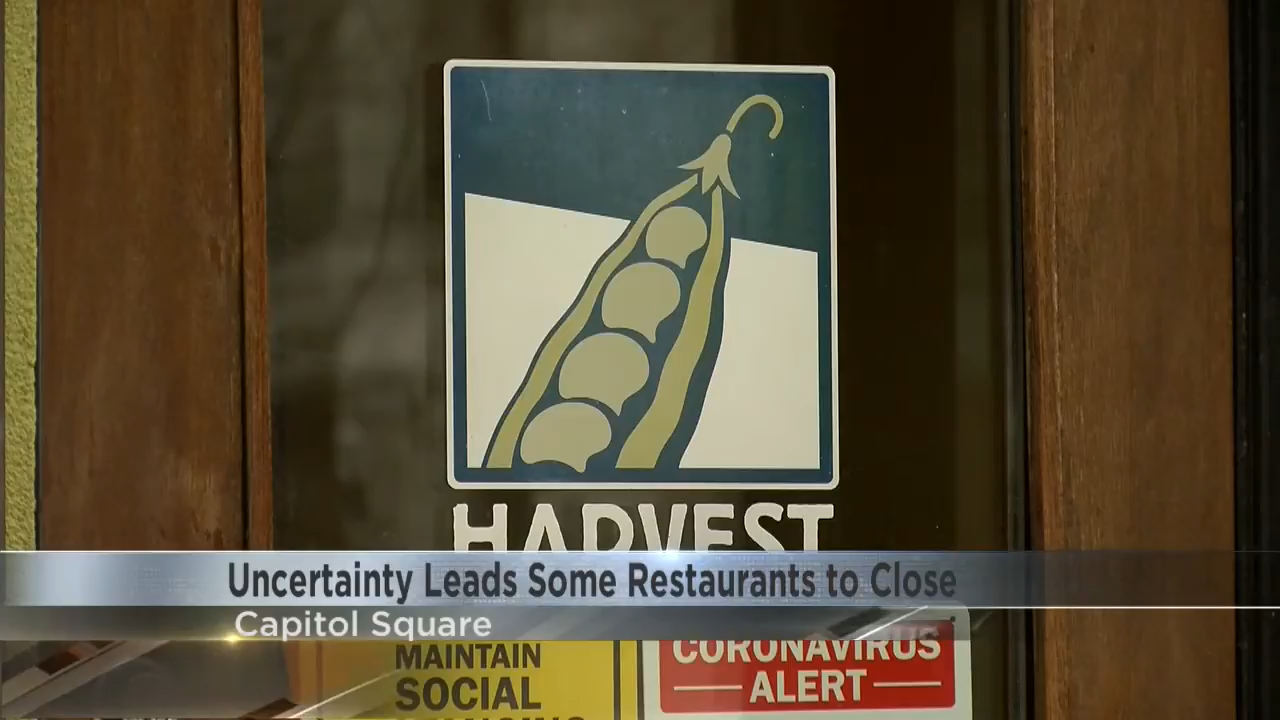 HARVEST
Uncertainty Leads Some Restaurants to Close
Capitol Square
MAINTAIN
SOCIAL
CORONAVIRUS
ALERT